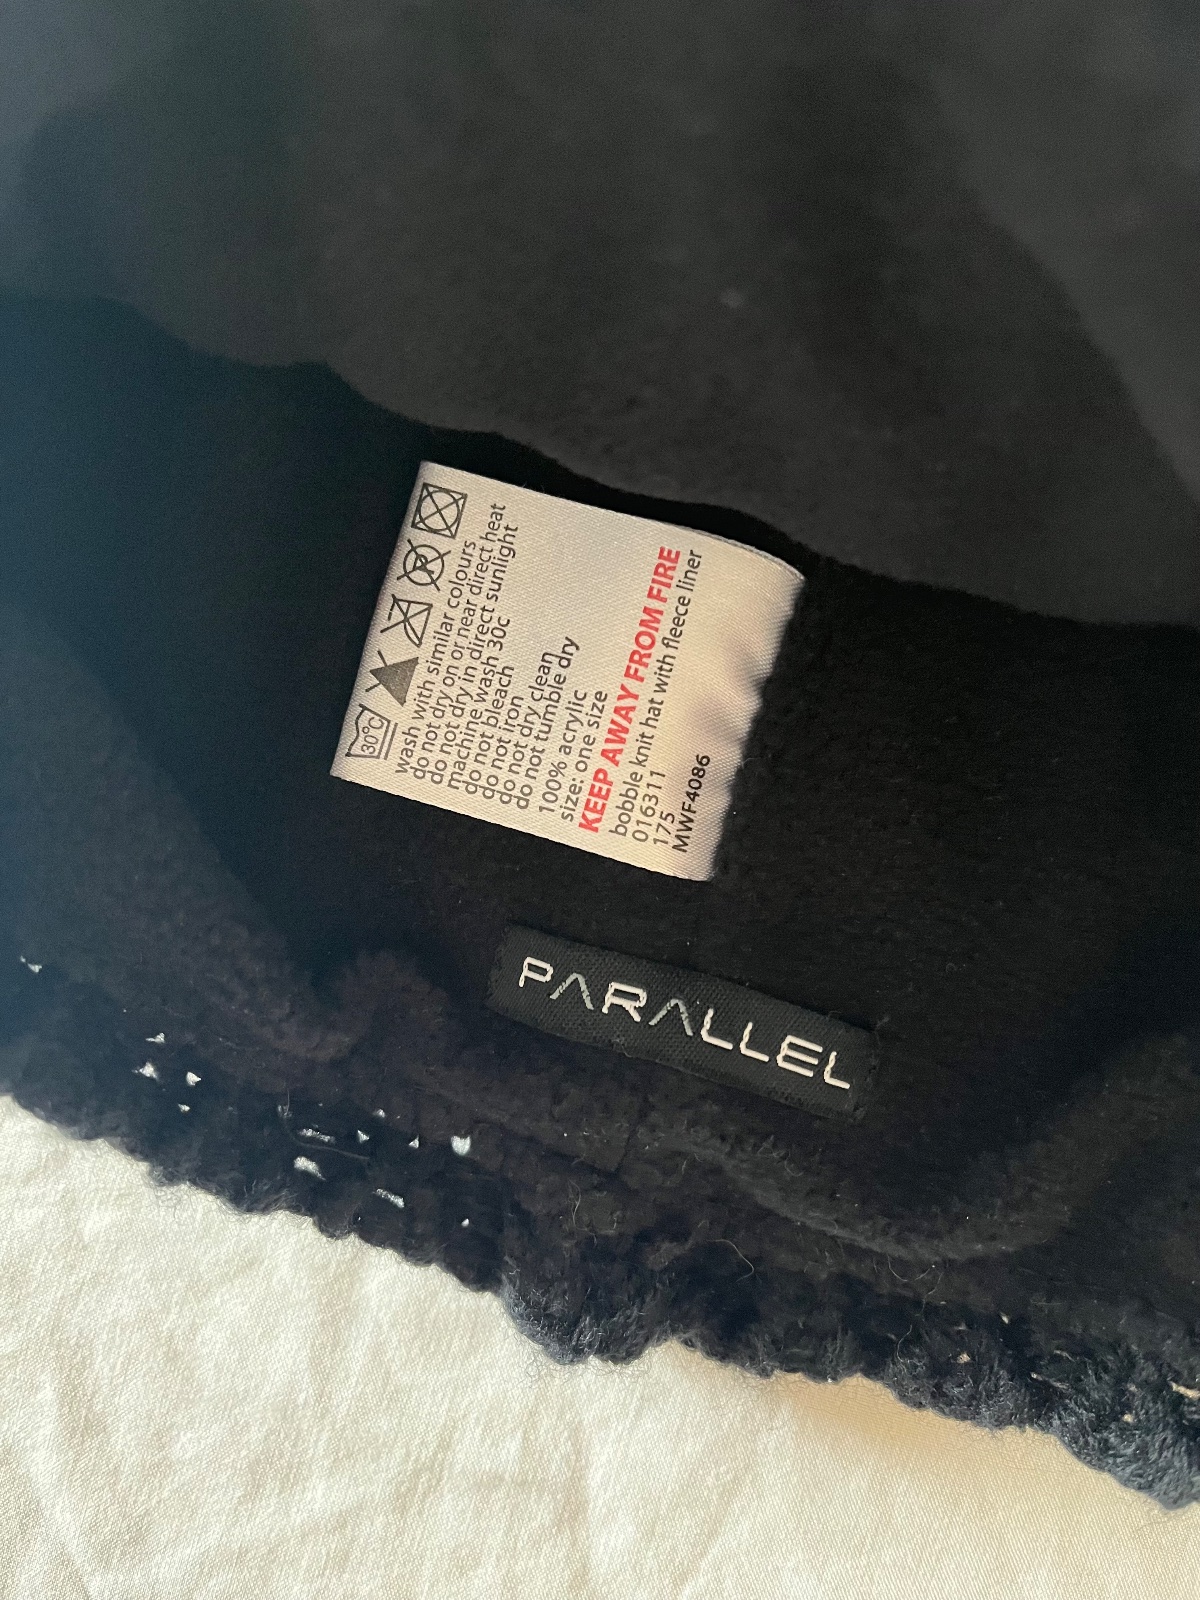 30°C
wash with similar colours
do not dry on or near direct heat
do not dry in direct sunlight
machine wash 30c
do not bleach
do not iron
do not dry clean
do not tumble dry
100% acrylic
size: one size
KEEP AWAY FROM FIRE
bobble knit hat with fleece liner
016311
175
MWF4086
PARALLEL